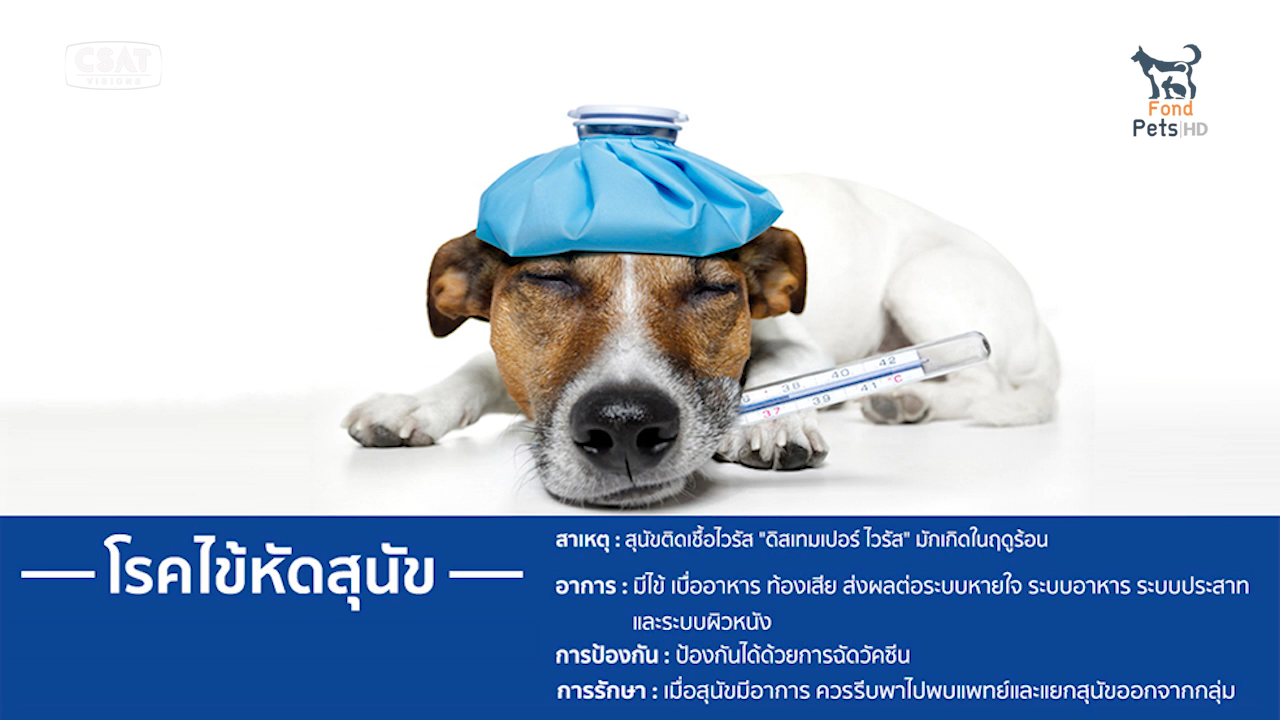 CSAT
VISIONS
Fond
Pets|HD
36 38 40 42
37 39 41 °C
โรคไข้หัดสุนัข
สาเหตุ : สุนัขติดเชื้อไวรัส "ดิสเทมเปอร์ ไวรัส" มักเกิดในฤดูร้อน
อาการ : มีไข้ เบื่ออาหาร ท้องเสีย ส่งผลต่อระบบหายใจ ระบบอาหาร ระบบประสาท
และระบบผิวหนัง
การป้องกัน : ป้องกันได้ด้วยการฉัดวัคซีน
การรักษา : เมื่อสุนัขมีอาการ ควรรีบพาไปพบแพทย์และแยกสุนัขออกจากกลุ่ม